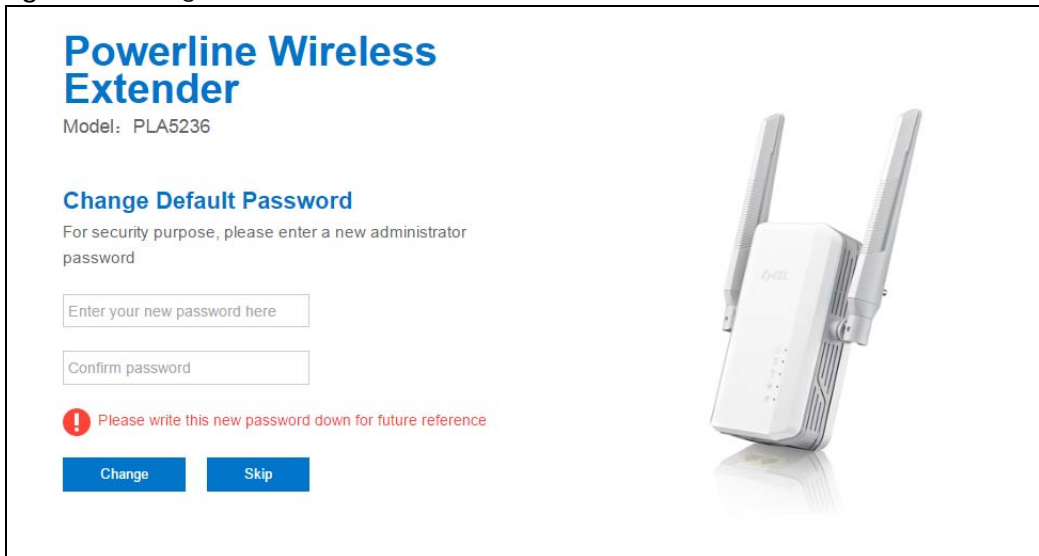 Powerline Wireless
Extender
Model: PLA5236
Change Default Password
For security purpose, please enter a new administrator
password
Enter your new password here
Confirm password
Please write this new password down for future reference
Change
Skip
ZyXEL